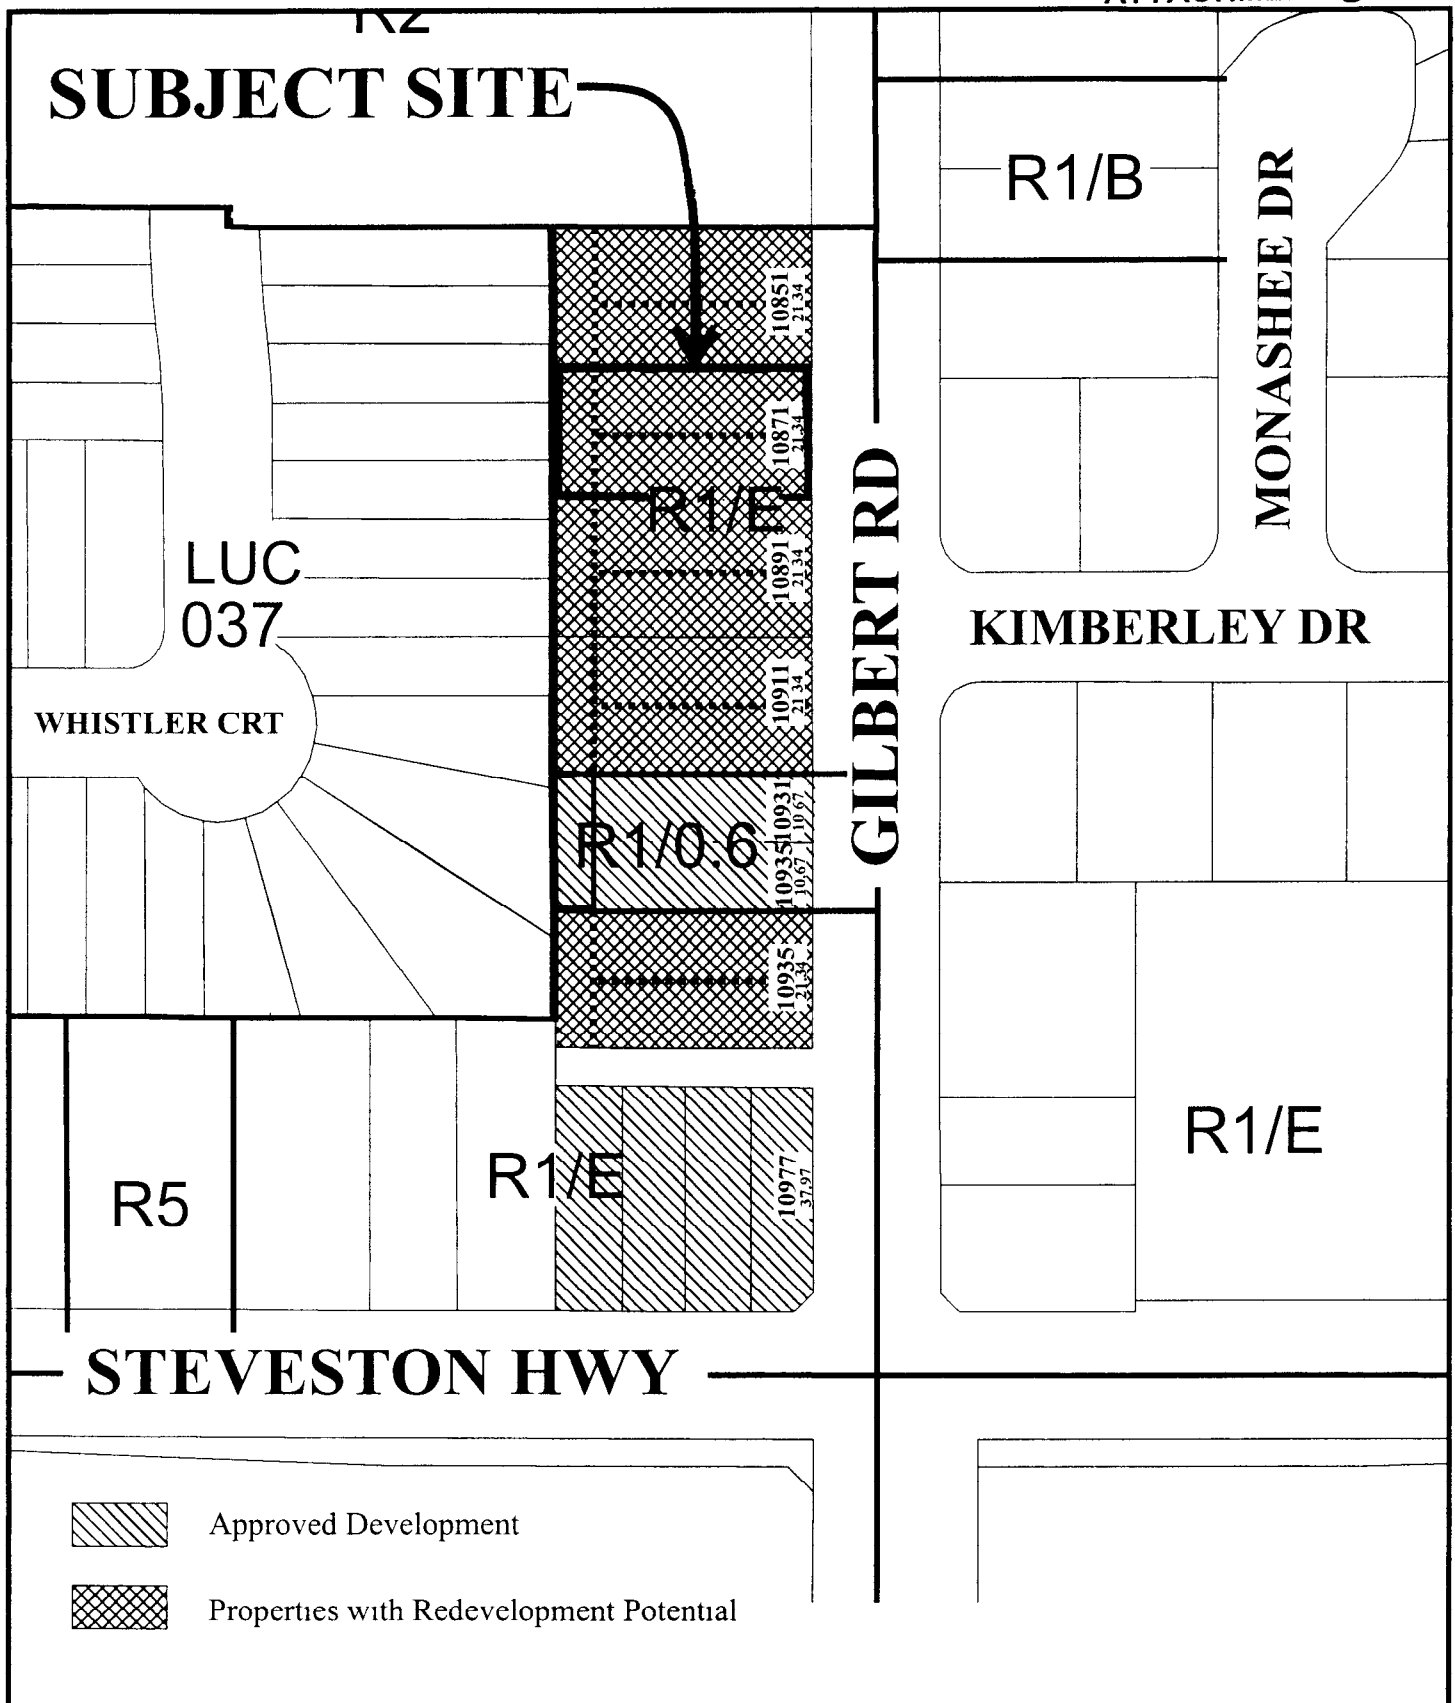 R2
SUBJECT SITE
R1/B
MONASHEE DR
10851
21.34
10871
21.34
R1/E
10891
21.34
GILBERT RD
LUC
037
KIMBERLEY DR
10911
21.34
WHISTLER CRT
10931
10.67
R1/0.6
10935
10.67
10935
21.34
R1/E
10977
37.97
R1/E
R5
STEVESTON HWY
Approved Development
Properties with Redevelopment Potential